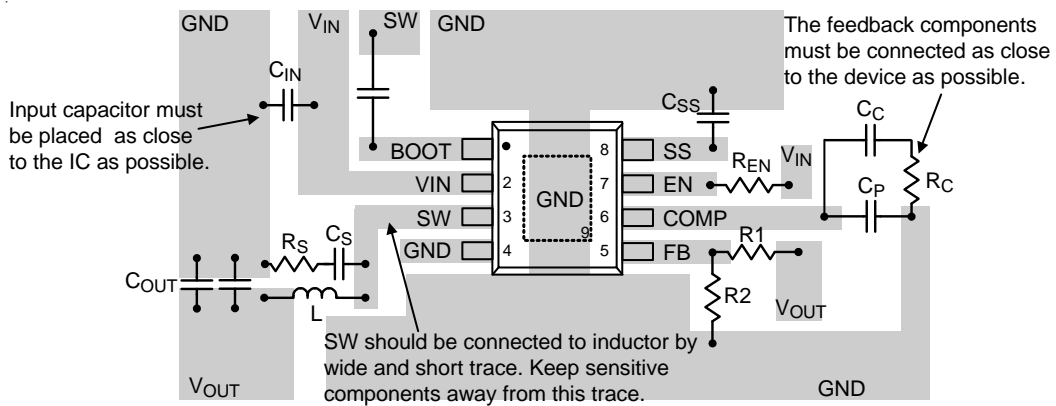 GND
VIN
SW
GND
The feedback components
must be connected as close
to the device as possible.
CIN
Input capacitor must
be placed as close
to the IC as possible.
CSS
CC
BOOT
8
SS
REN
VIN
VIN
2
GND
7
EN
CP
RC
SW
3
6
COMP
9
RS
CS
GND
4
5
FB
R1
COUT
R2
VOUT
L
SW should be connected to inductor by
wide and short trace. Keep sensitive
components away from this trace.
VOUT
GND